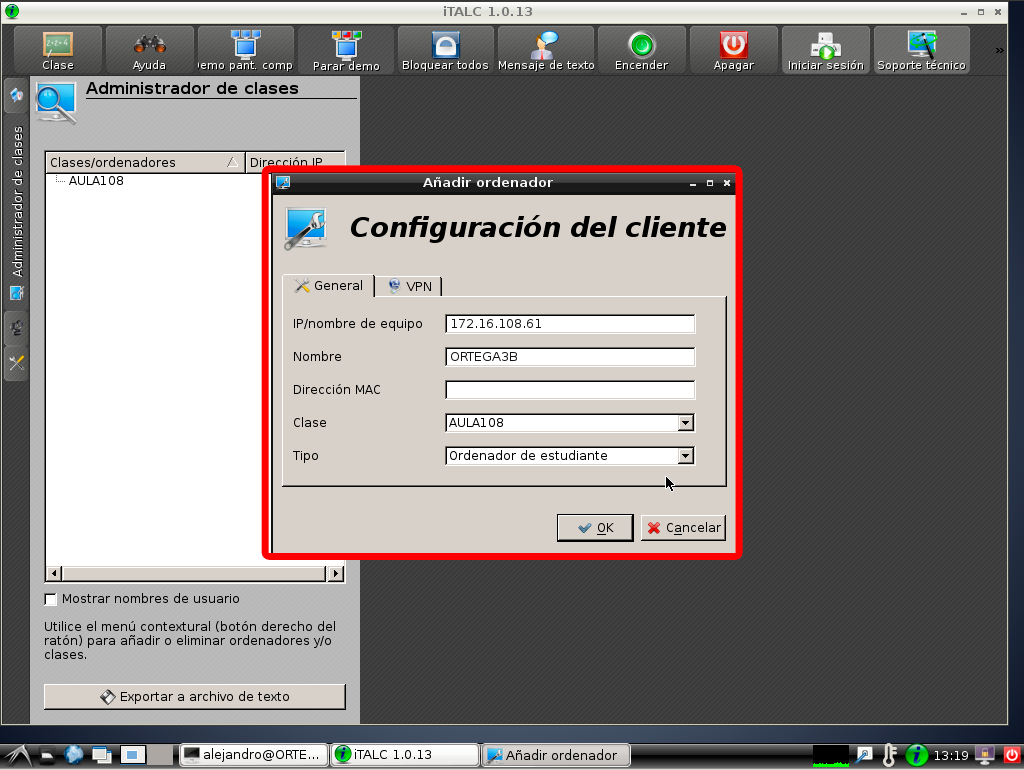 iTALC 1.0.13
Clase
Ayuda
emo pant. comp
Parar demo
Bloquear todos
Mensaje de texto
Encender
Apagar
Iniciar sesión
Soporte técnico
»
Administrador de clases
Administrador de clases
Clases/ordenadores
Dirección IP
AULA108
Añadir ordenador
Configuración del cliente
General
VPN
IP/nombre de equipo
172.16.108.61
Nombre
ORTEGA3B
Dirección MAC
Clase
AULA108
Tipo
Ordenador de estudiante
OK
Cancelar
Mostrar nombres de usuario
Utilice el menú contextural (botón derecho del
ratón) para añadir o eliminar ordenadores y/o
clases.
Exportar a archivo de texto
alejandro@ORTE...
iTALC 1.0.13
Añadir ordenador
13:19